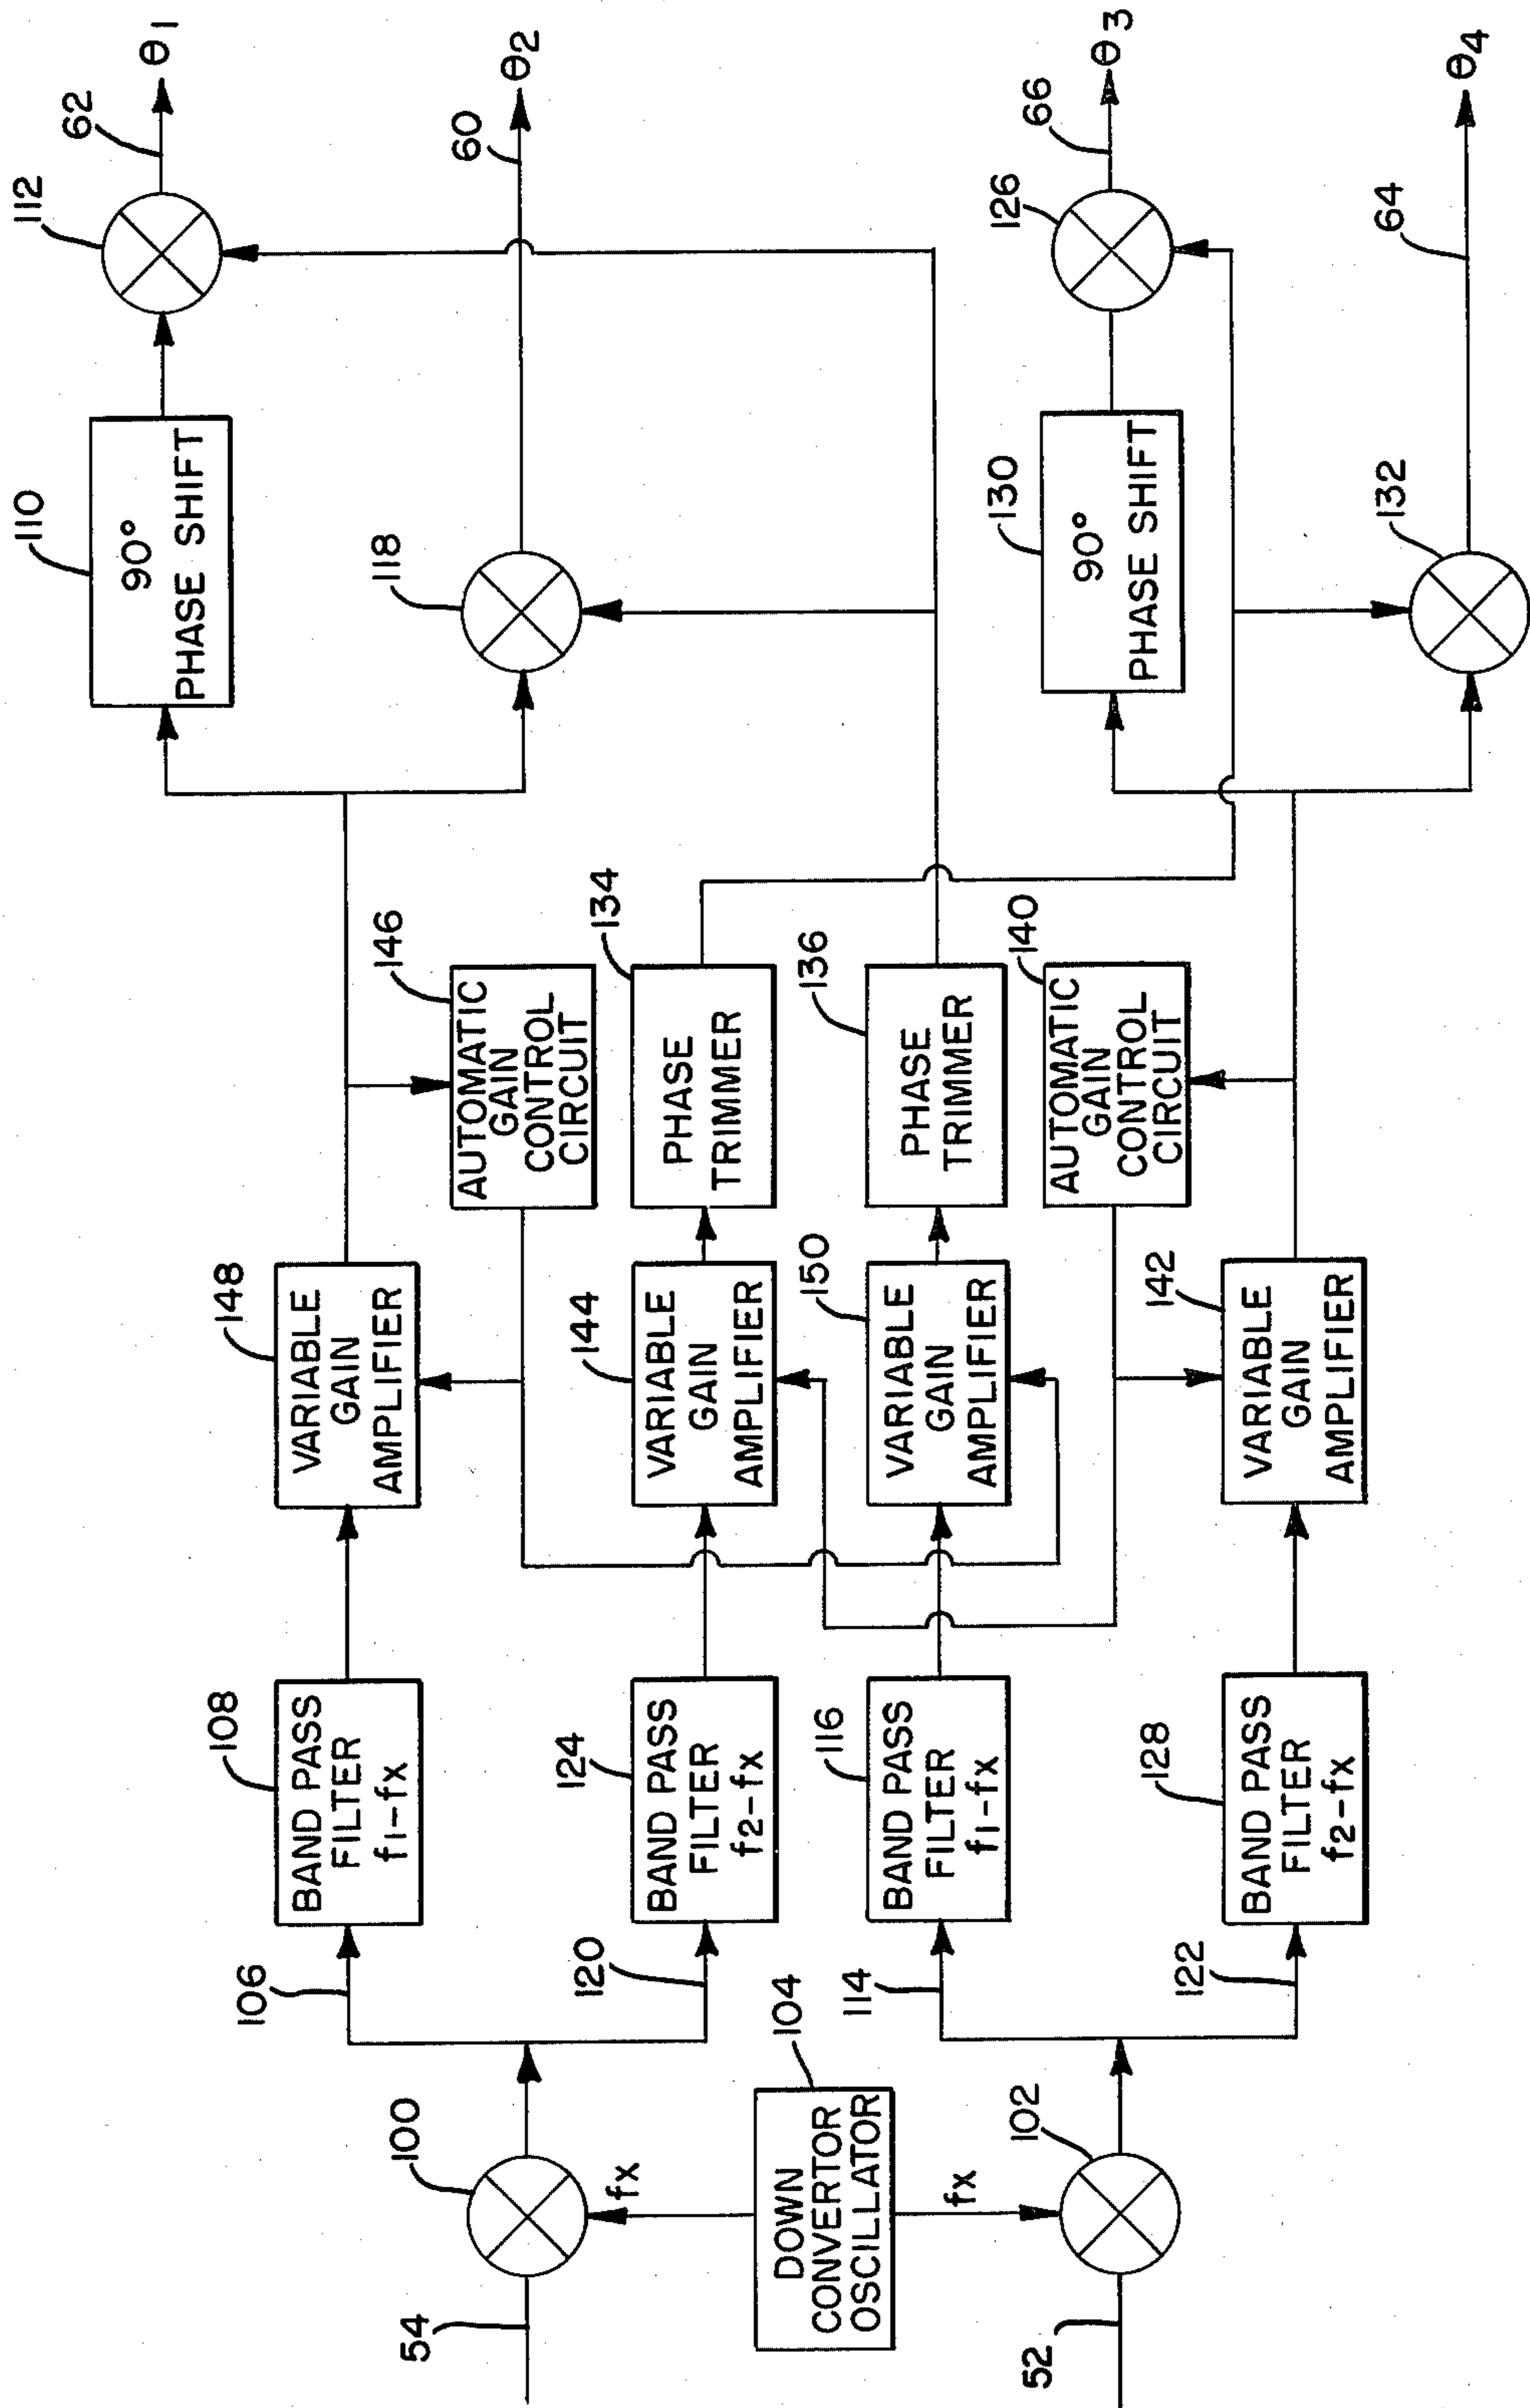 54
100
fx
DOWN
CONVERTOR
OSCILLATOR
104
fx
102
52
106
120
114
122
108
BAND PASS
FILTER
f1-fx
124
BAND PASS
FILTER
f2-fx
116
BAND PASS
FILTER
f1-fx
128
BAND PASS
FILTER
f2-fx
148
VARIABLE
GAIN
AMPLIFIER
144
VARIABLE
GAIN
AMPLIFIER
150
VARIABLE
GAIN
AMPLIFIER
142
VARIABLE
GAIN
AMPLIFIER
146
AUTOMATIC
GAIN
CONTROL
CIRCUIT
134
PHASE
TRIMMER
136
PHASE
TRIMMER
140
AUTOMATIC
GAIN
CONTROL
CIRCUIT
110
90°
PHASE SHIFT
118
130
90°
PHASE SHIFT
132
112
62
θ1
60
θ2
126
66
θ3
64
θ4